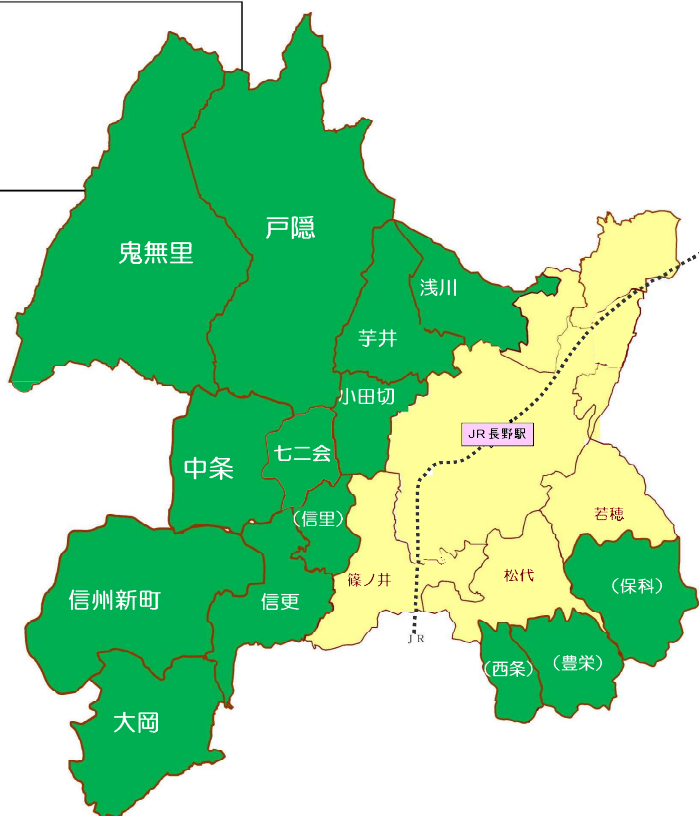 戸隠
鬼無里
浅川
芋井
小田切
JR長野駅
七二会
中条
若穂
(信里)
松代
篠ノ井
(保科)
信州新町
信更
JR
(豊栄)
(西条)
大岡